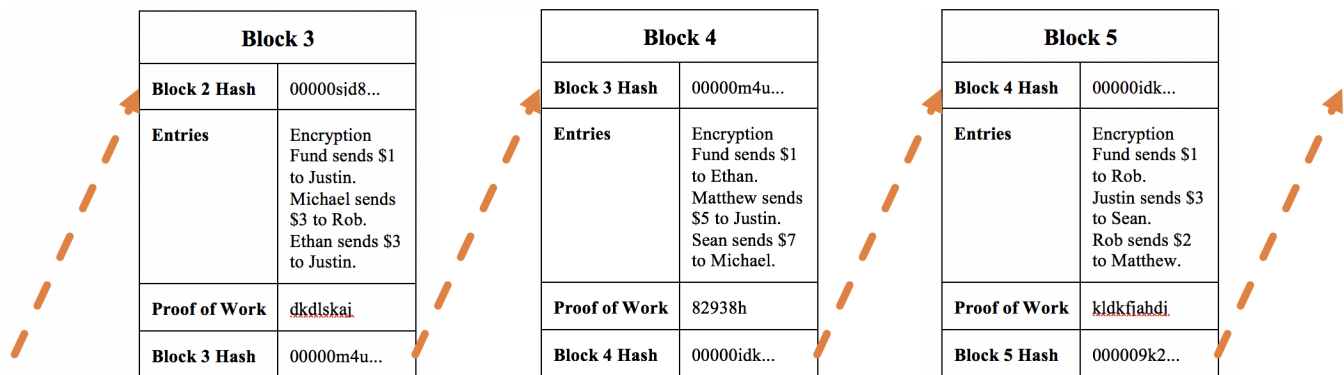 Block 3
Block 2 Hash
00000sjd8...
Entries
Encryption
Fund sends $1
to Justin.
Michael sends
$3 to Rob.
Ethan sends $3
to Justin.
Proof of Work
dkdlskaj
Block 3 Hash
00000m4u...
Block 4
Block 3 Hash
00000m4u...
Entries
Encryption
Fund sends $1
to Ethan.
Matthew sends
$5 to Justin.
Sean sends $7
to Michael.
Proof of Work
82938h
Block 4 Hash
00000idk...
Block 5
Block 4 Hash
00000idk...
Entries
Encryption
Fund sends $1
to Rob.
Justin sends $3
to Sean.
Rob sends $2
to Matthew.
Proof of Work
kldkfjahdj
Block 5 Hash
000009k2...